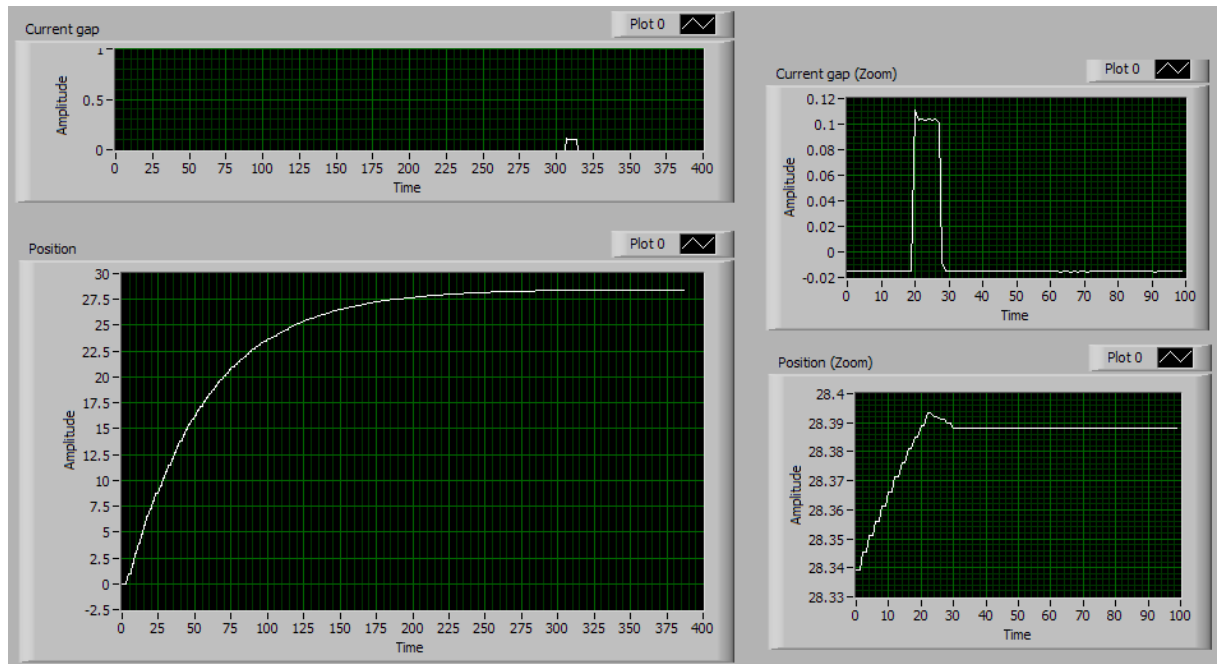 Current gap
Plot 0
Amplitude
1
0.5
0
0 25 50 75 100 125 150 175 200 225 250 275 300 325 350 375 400
Time
Position
Plot 0
Amplitude
30
27.5
25
22.5
20
17.5
15
12.5
10
7.5
5
2.5
0
-2.5
0 25 50 75 100 125 150 175 200 225 250 275 300 325 350 375 400
Time
Current gap (Zoom)
Plot 0
Amplitude
0.12
0.1
0.08
0.06
0.04
0.02
0
-0.02
0 10 20 30 40 50 60 70 80 90 100
Time
Position (Zoom)
Plot 0
Amplitude
28.4
28.39
28.38
28.37
28.36
28.35
28.34
28.33
0 10 20 30 40 50 60 70 80 90 100
Time